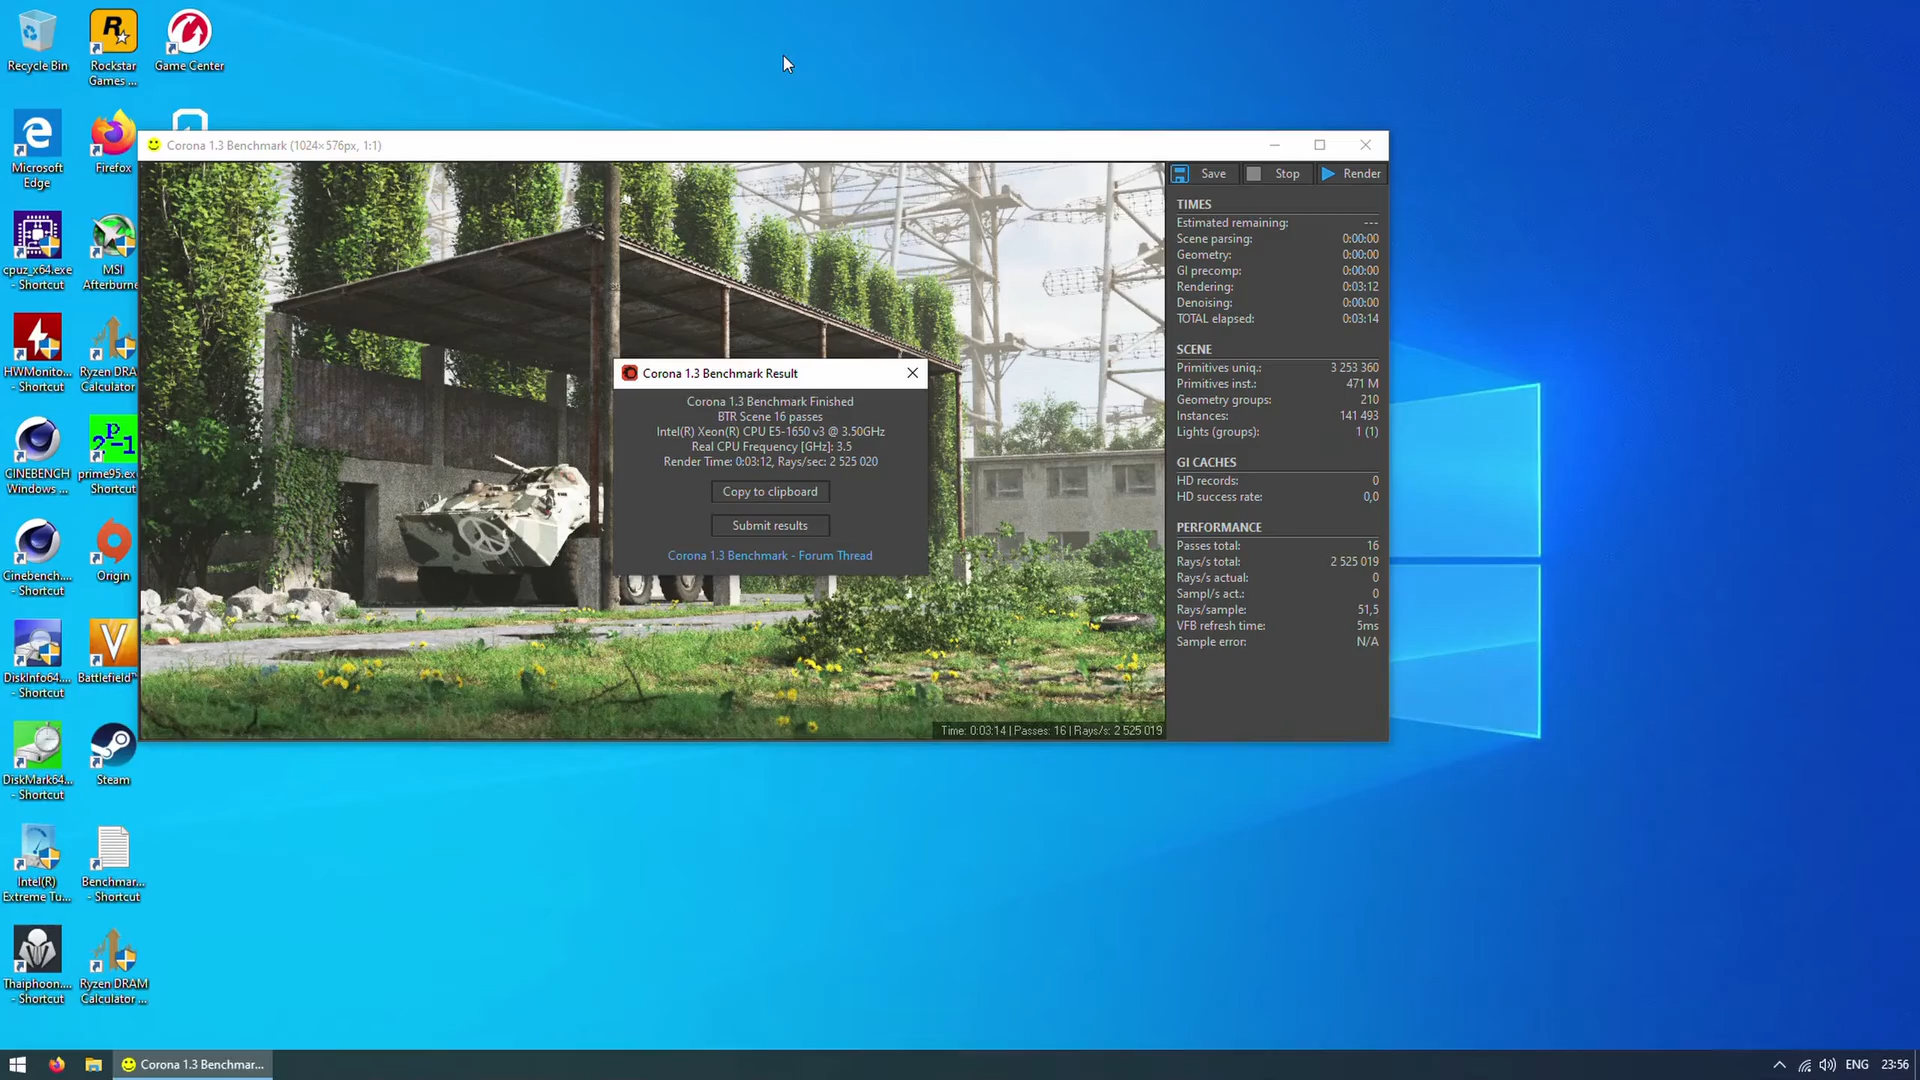 Recycle Bin
Rockstar
Games ...
Game Center
Microsoft
Edge
Firefox
cpuz_x64.exe
- Shortcut
MSI
Afterburne
HWMonito...
- Shortcut
Ryzen DRAM
Calculator
CINEBENCH
Windows ...
prime95.exe
Shortcut
Cinebench....
- Shortcut
Origin
DiskInfo64....
- Shortcut
Battlefield™
DiskMark64...
- Shortcut
Steam
Intel(R)
Extreme Tu...
Benchmar...
- Shortcut
Thaiphoon....
- Shortcut
Ryzen DRAM
Calculator ...
Corona 1.3 Benchmark (1024×576px, 1:1)
Save
Stop
Render
TIMES
Estimated remaining: ---
Scene parsing: 0:00:00
Geometry: 0:00:00
GI precomp: 0:00:00
Rendering: 0:03:12
Denoising: 0:00:00
TOTAL elapsed: 0:03:14
SCENE
Primitives uniq.: 3 253 360
Primitives inst.: 471 M
Geometry groups: 210
Instances: 141 493
Lights (groups): 1 (1)
GI CACHES
HD records: 0
HD success rate: 0,0
PERFORMANCE
Passes total: 16
Rays/s total: 2 525 019
Rays/s actual: 0
Sampl/s act.: 0
Rays/sample: 51,5
VFB refresh time: 5ms
Sample error: N/A
Corona 1.3 Benchmark Result
Corona 1.3 Benchmark Finished
BTR Scene 16 passes
Intel(R) Xeon(R) CPU E5-1650 v3 @ 3.50GHz
Real CPU Frequency [GHz]: 3.5
Render Time: 0:03:12, Rays/sec: 2 525 020
Copy to clipboard
Submit results
Corona 1.3 Benchmark - Forum Thread
Time: 0:03:14 | Passes: 16 | Rays/s: 2 525 019
Corona 1.3 Benchmar...
ENG
23:56